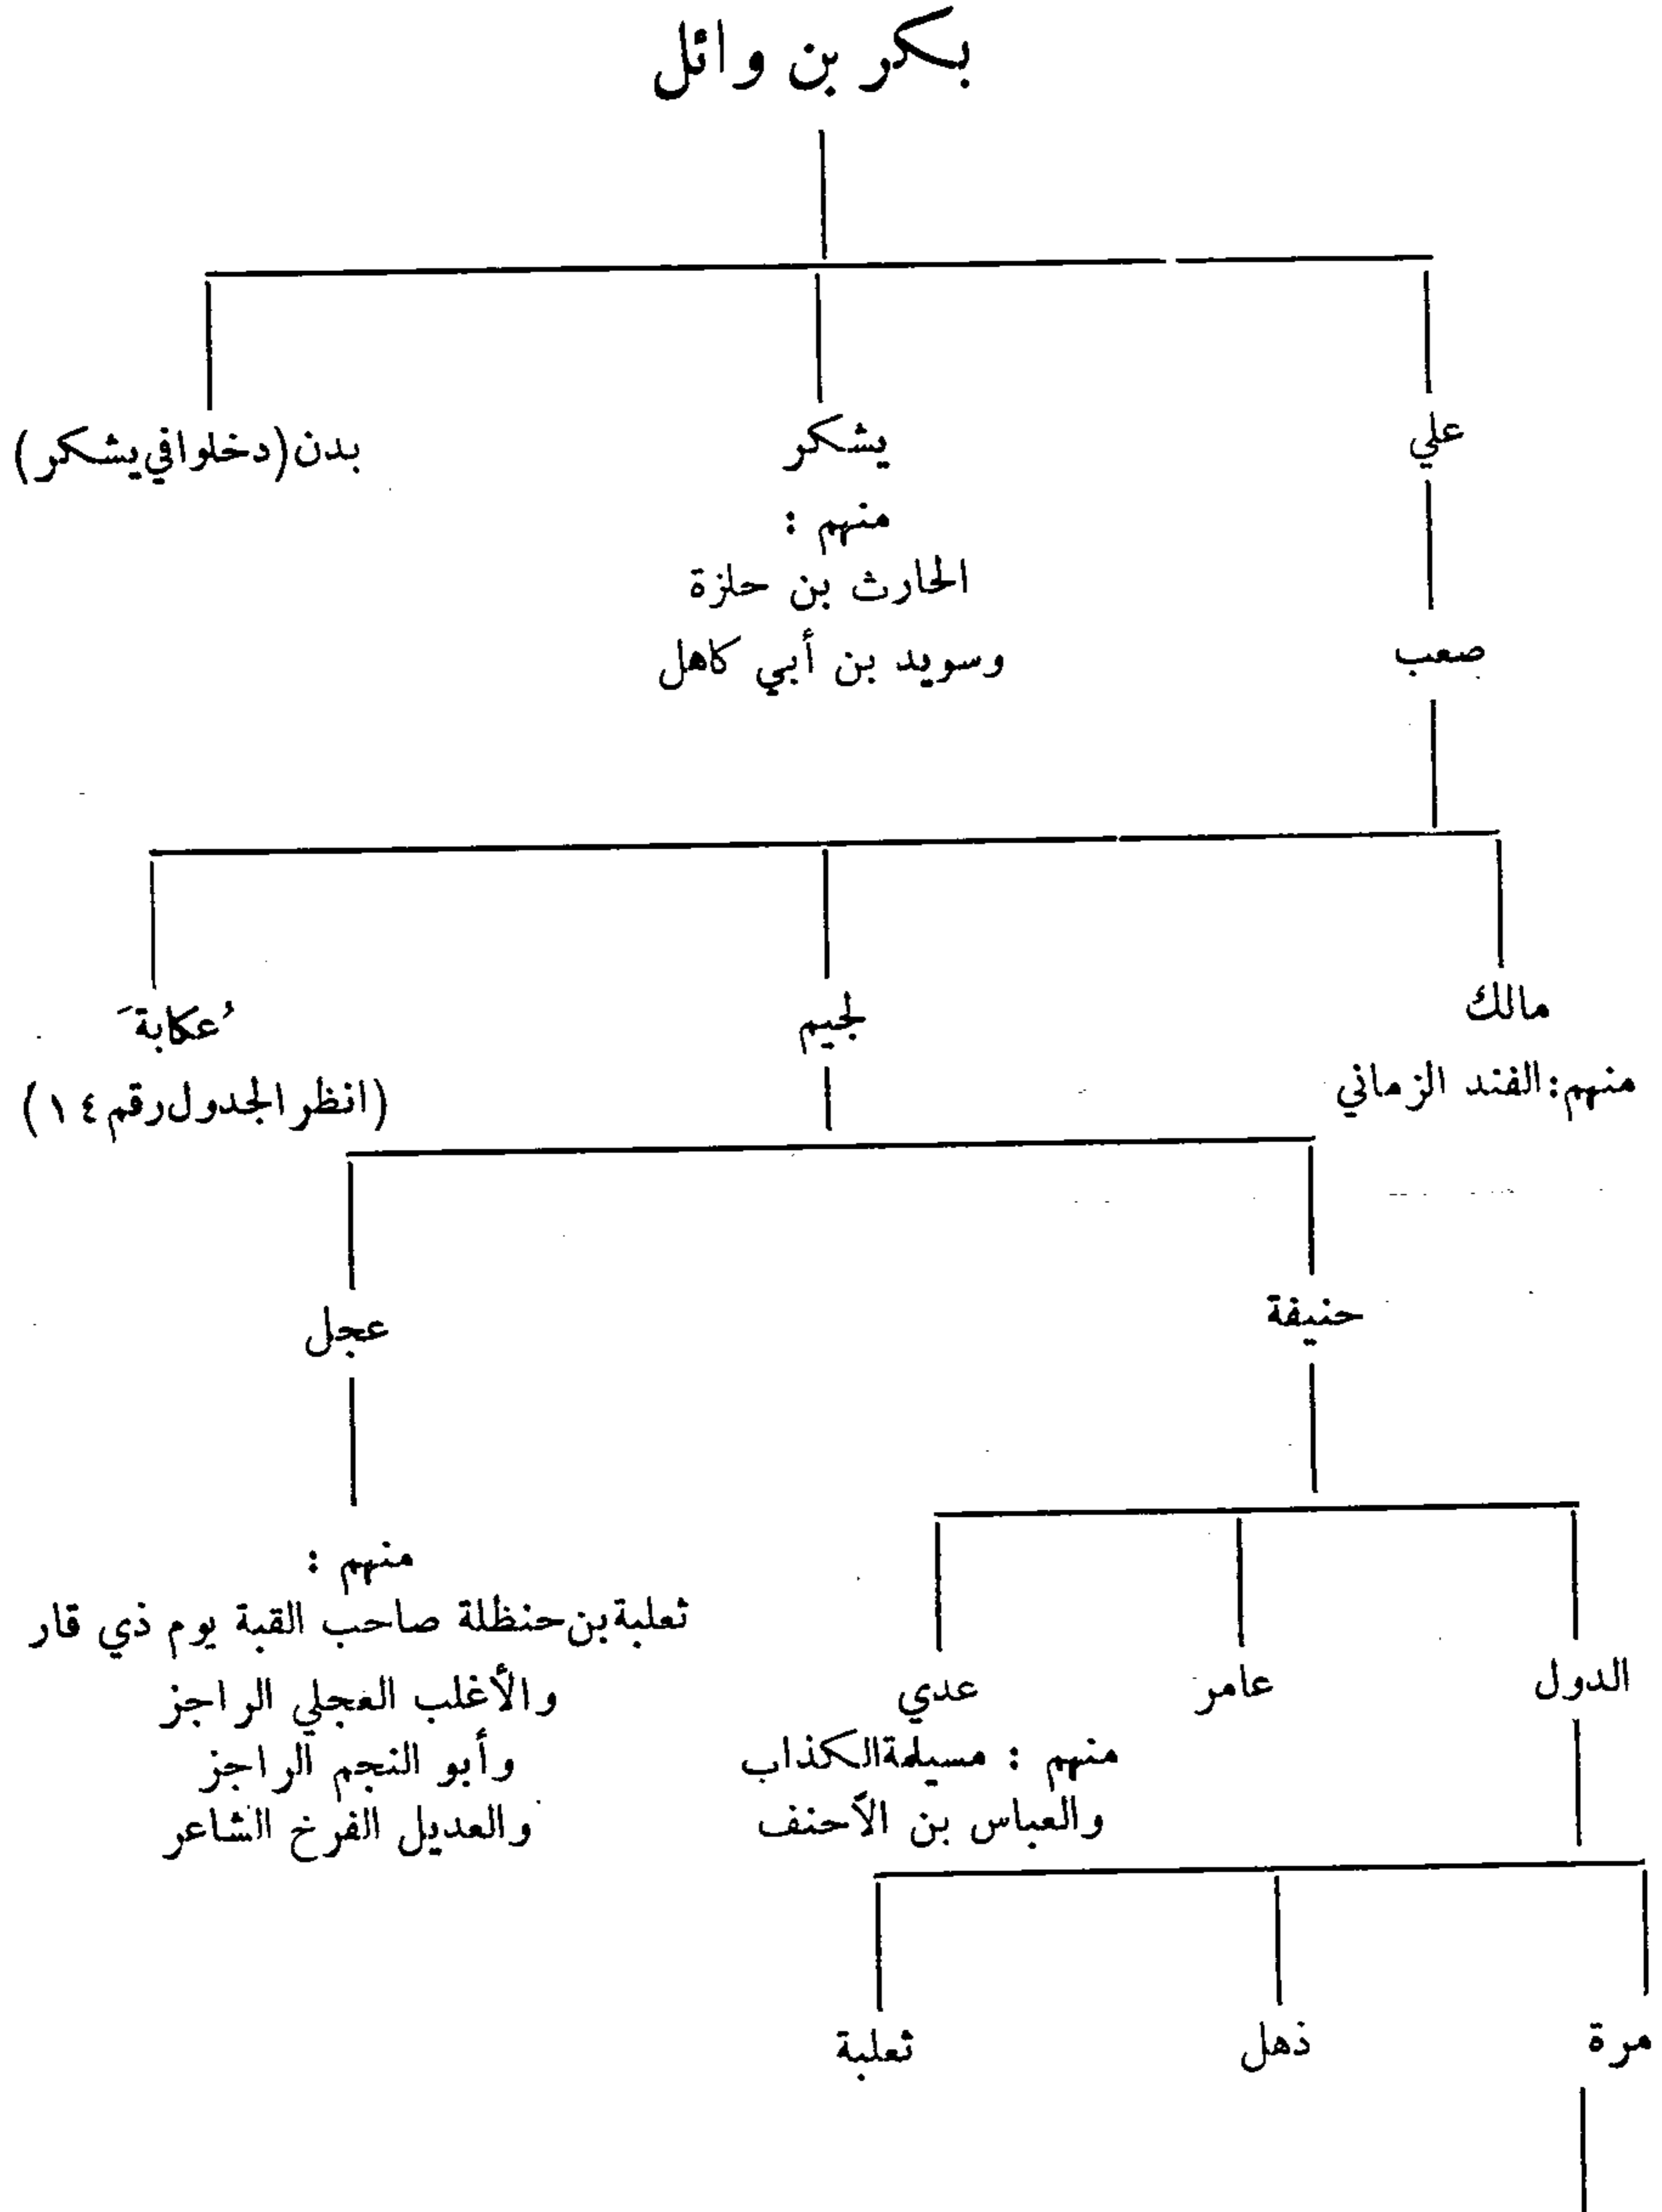 بكر بن وائل
علي
يشكر
بدن (دخلوا في يشكر)
منهم :
الحارث بن حلزة
وسويد بن أبي كاهل
صعب
مالك
لجيم
عُكابةَ
منهم : الفند الزماني
(انظر الجدول رقم ١٤)
حنيفة
عجل
منهم :
ثعلبة بن حنظلة صاحب القبة يوم ذي قار
والأغلب العجلي الراجز
وأبو النجم الراجز
والعديل الفرخ الشاعر
الدول
عامر
عدي
منهم : مسيلمة الكذاب
والعباس بن الأحنف
مرة
ذهل
ثعلبة